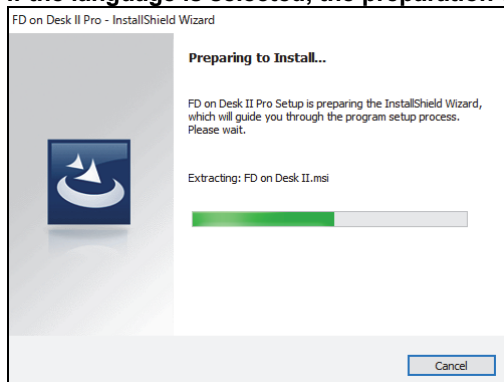 If the language is selected, the preparation
FD on Desk II Pro - InstallShield Wizard
Preparing to Install...
FD on Desk II Pro Setup is preparing the InstallShield Wizard,
which will guide you through the program setup process.
Please wait.
Extracting: FD on Desk II.msi
Cancel